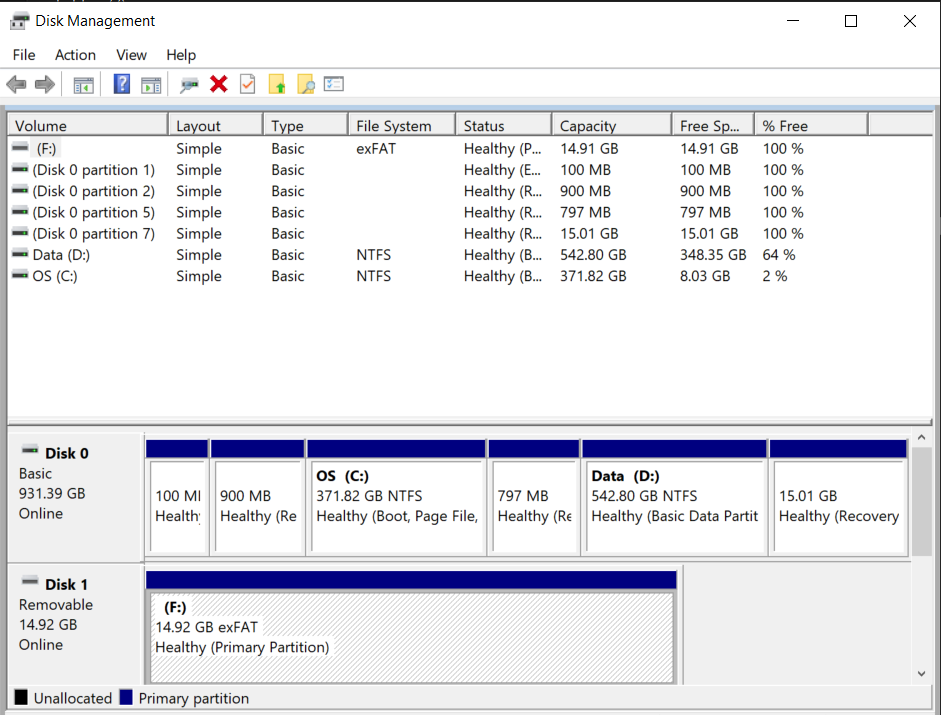 Disk Management
File Action View Help
Volume Layout Type File System Status Capacity Free Sp... % Free
(F:) Simple Basic exFAT Healthy (P... 14.91 GB 14.91 GB 100 %
(Disk 0 partition 1) Simple Basic Healthy (E... 100 MB 100 MB 100 %
(Disk 0 partition 2) Simple Basic Healthy (R... 900 MB 900 MB 100 %
(Disk 0 partition 5) Simple Basic Healthy (R... 797 MB 797 MB 100 %
(Disk 0 partition 7) Simple Basic Healthy (R... 15.01 GB 15.01 GB 100 %
Data (D:) Simple Basic NTFS Healthy (B... 542.80 GB 348.35 GB 64 %
OS (C:) Simple Basic NTFS Healthy (B... 371.82 GB 8.03 GB 2 %
Disk 0
Basic
931.39 GB
Online
100 MI
Healthy
900 MB
Healthy (Re
OS (C:)
371.82 GB NTFS
Healthy (Boot, Page File,
797 MB
Healthy (Re
Data (D:)
542.80 GB NTFS
Healthy (Basic Data Partit
15.01 GB
Healthy (Recovery
Disk 1
Removable
14.92 GB
Online
(F:)
14.92 GB exFAT
Healthy (Primary Partition)
Unallocated Primary partition